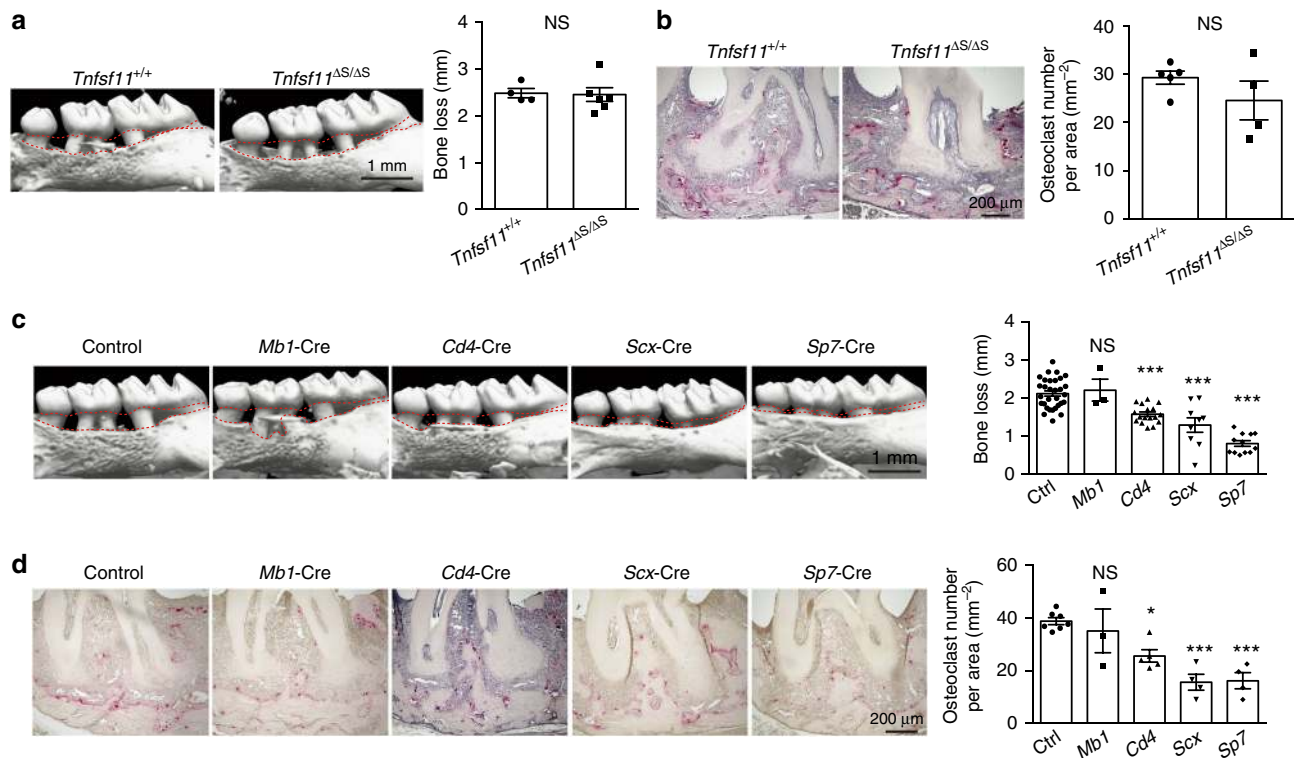 a
Tnfsf11+/+
Tnfsf11ΔS/ΔS
1 mm
NS
Bone loss (mm)
4
3
2
1
0
Tnfsf11+/+
Tnfsf11ΔS/ΔS
b
Tnfsf11+/+
Tnfsf11ΔS/ΔS
200 μm
NS
Osteoclast number
per area (mm−2)
40
30
20
10
0
Tnfsf11+/+
Tnfsf11ΔS/ΔS
c
Control
Mb1-Cre
Cd4-Cre
Scx-Cre
Sp7-Cre
1 mm
Bone loss (mm)
4
3
2
1
0
NS
***
***
***
Ctrl
Mb1
Cd4
Scx
Sp7
d
Control
Mb1-Cre
Cd4-Cre
Scx-Cre
Sp7-Cre
200 μm
Osteoclast number
per area (mm−2)
60
40
20
0
NS
*
***
***
Ctrl
Mb1
Cd4
Scx
Sp7